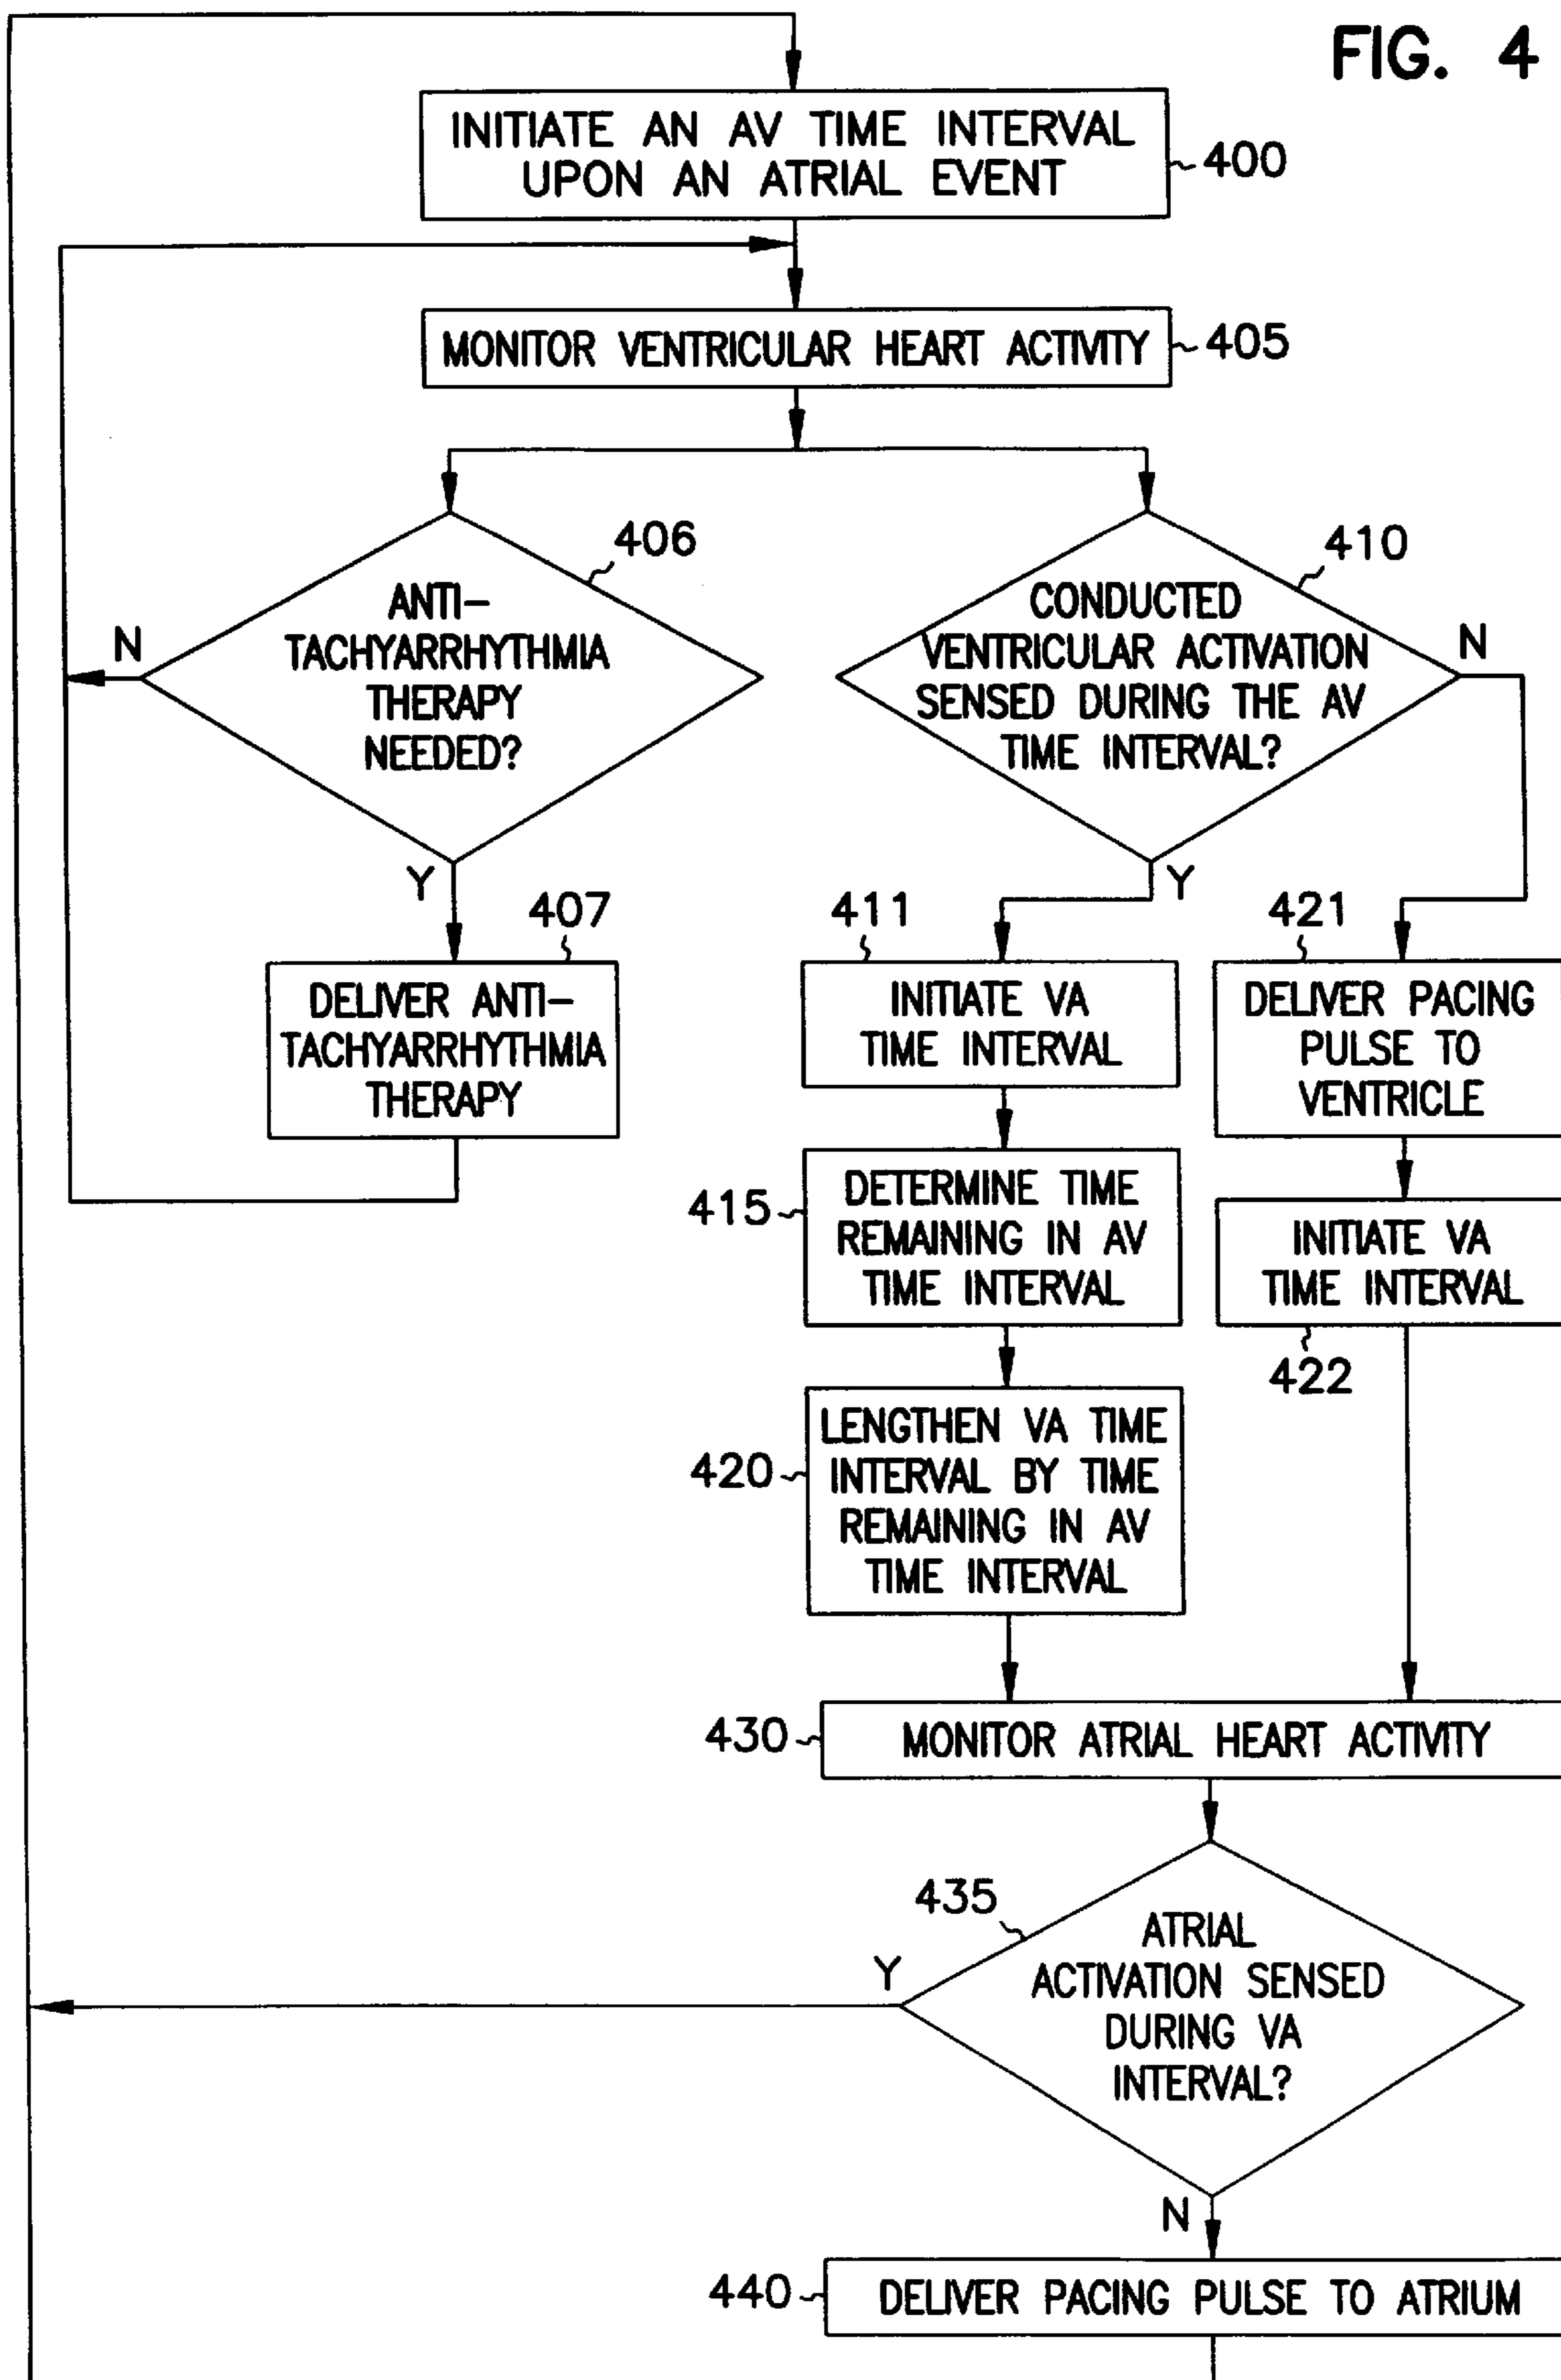 FIG. 4
INITIATE AN AV TIME INTERVAL
UPON AN ATRIAL EVENT
400
MONITOR VENTRICULAR HEART ACTIVITY
405
406
ANTI-
TACHYARRHYTHMIA
THERAPY
NEEDED?
N
Y
410
CONDUCTED
VENTRICULAR ACTIVATION
SENSED DURING THE AV
TIME INTERVAL?
N
Y
407
DELIVER ANTI-
TACHYARRHYTHMIA
THERAPY
411
INITIATE VA
TIME INTERVAL
421
DELIVER PACING
PULSE TO
VENTRICLE
415
DETERMINE TIME
REMAINING IN AV
TIME INTERVAL
INITIATE VA
TIME INTERVAL
422
420
LENGTHEN VA TIME
INTERVAL BY TIME
REMAINING IN AV
TIME INTERVAL
430
MONITOR ATRIAL HEART ACTIVITY
435
ATRIAL
ACTIVATION SENSED
DURING VA
INTERVAL?
Y
N
440
DELIVER PACING PULSE TO ATRIUM